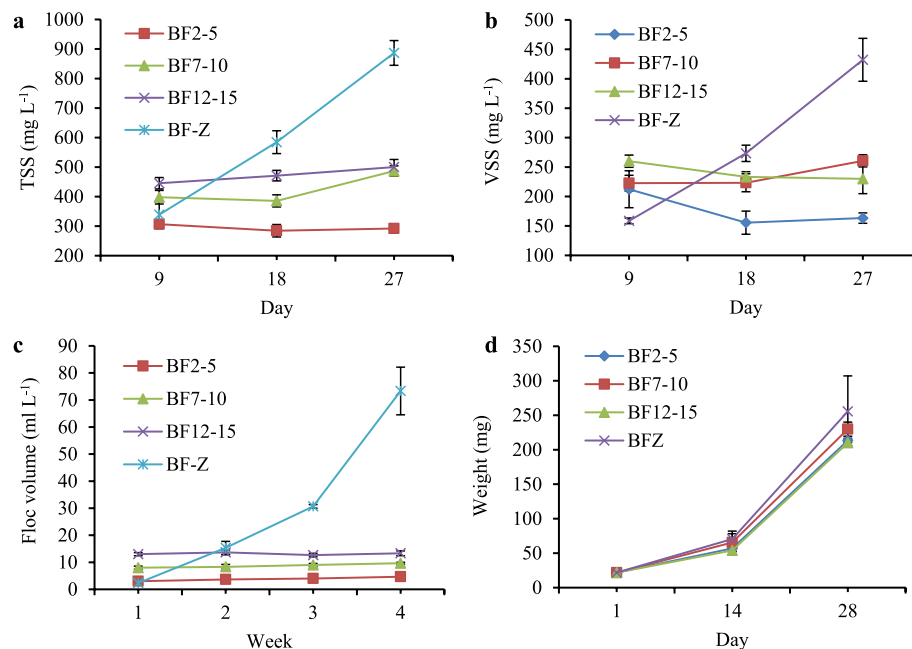 a
TSS (mg L⁻¹)
1000
900
800
700
600
500
400
300
200
BF2-5
BF7-10
BF12-15
BF-Z
9 18 27
Day
b
VSS (mg L⁻¹)
500
450
400
350
300
250
200
150
100
BF2-5
BF7-10
BF12-15
BF-Z
9 18 27
Day
c
Floc volume (ml L⁻¹)
90
80
70
60
50
40
30
20
10
0
BF2-5
BF7-10
BF12-15
BF-Z
1 2 3 4
Week
d
Weight (mg)
350
300
250
200
150
100
50
0
BF2-5
BF7-10
BF12-15
BFZ
1 14 28
Day